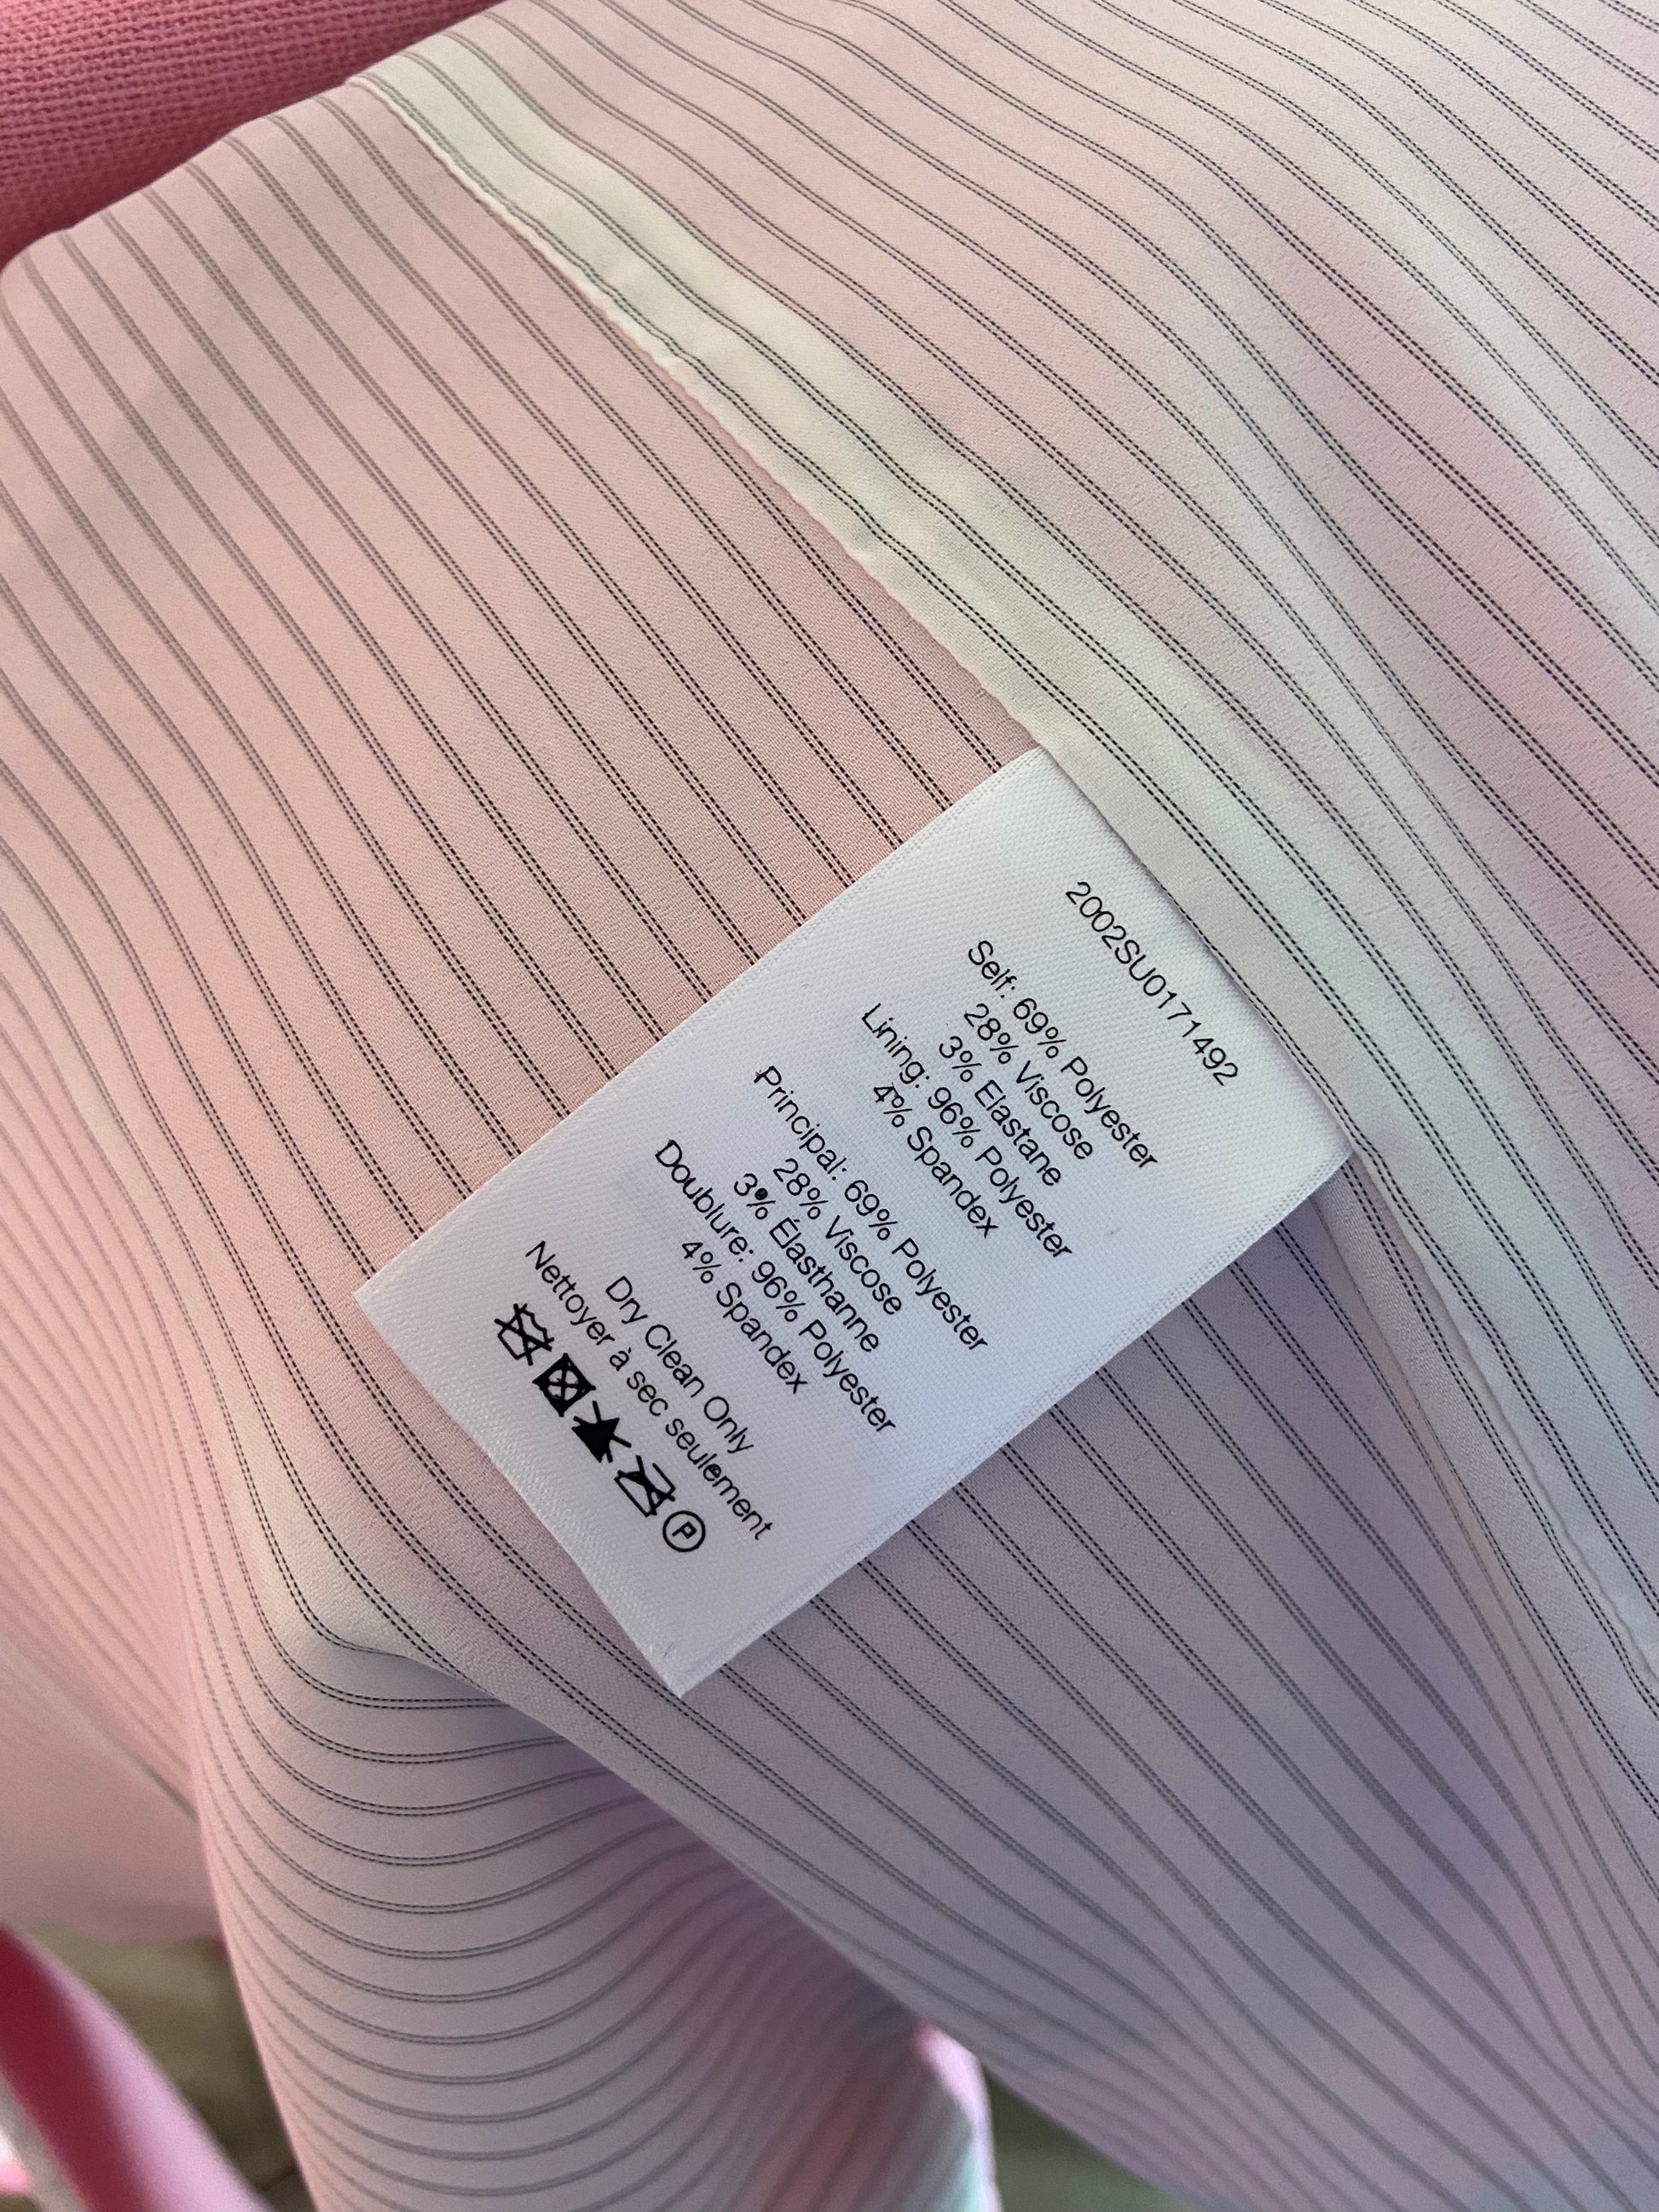 2002SU0171492
Self: 69% Polyester
28% Viscose
3% Elastane
Lining: 96% Polyester
4% Spandex
Principal: 69% Polyester
28% Viscose
3% Élasthanne
Doublure: 96% Polyester
4% Spandex
Dry Clean Only
Nettoyer à sec seulement
P